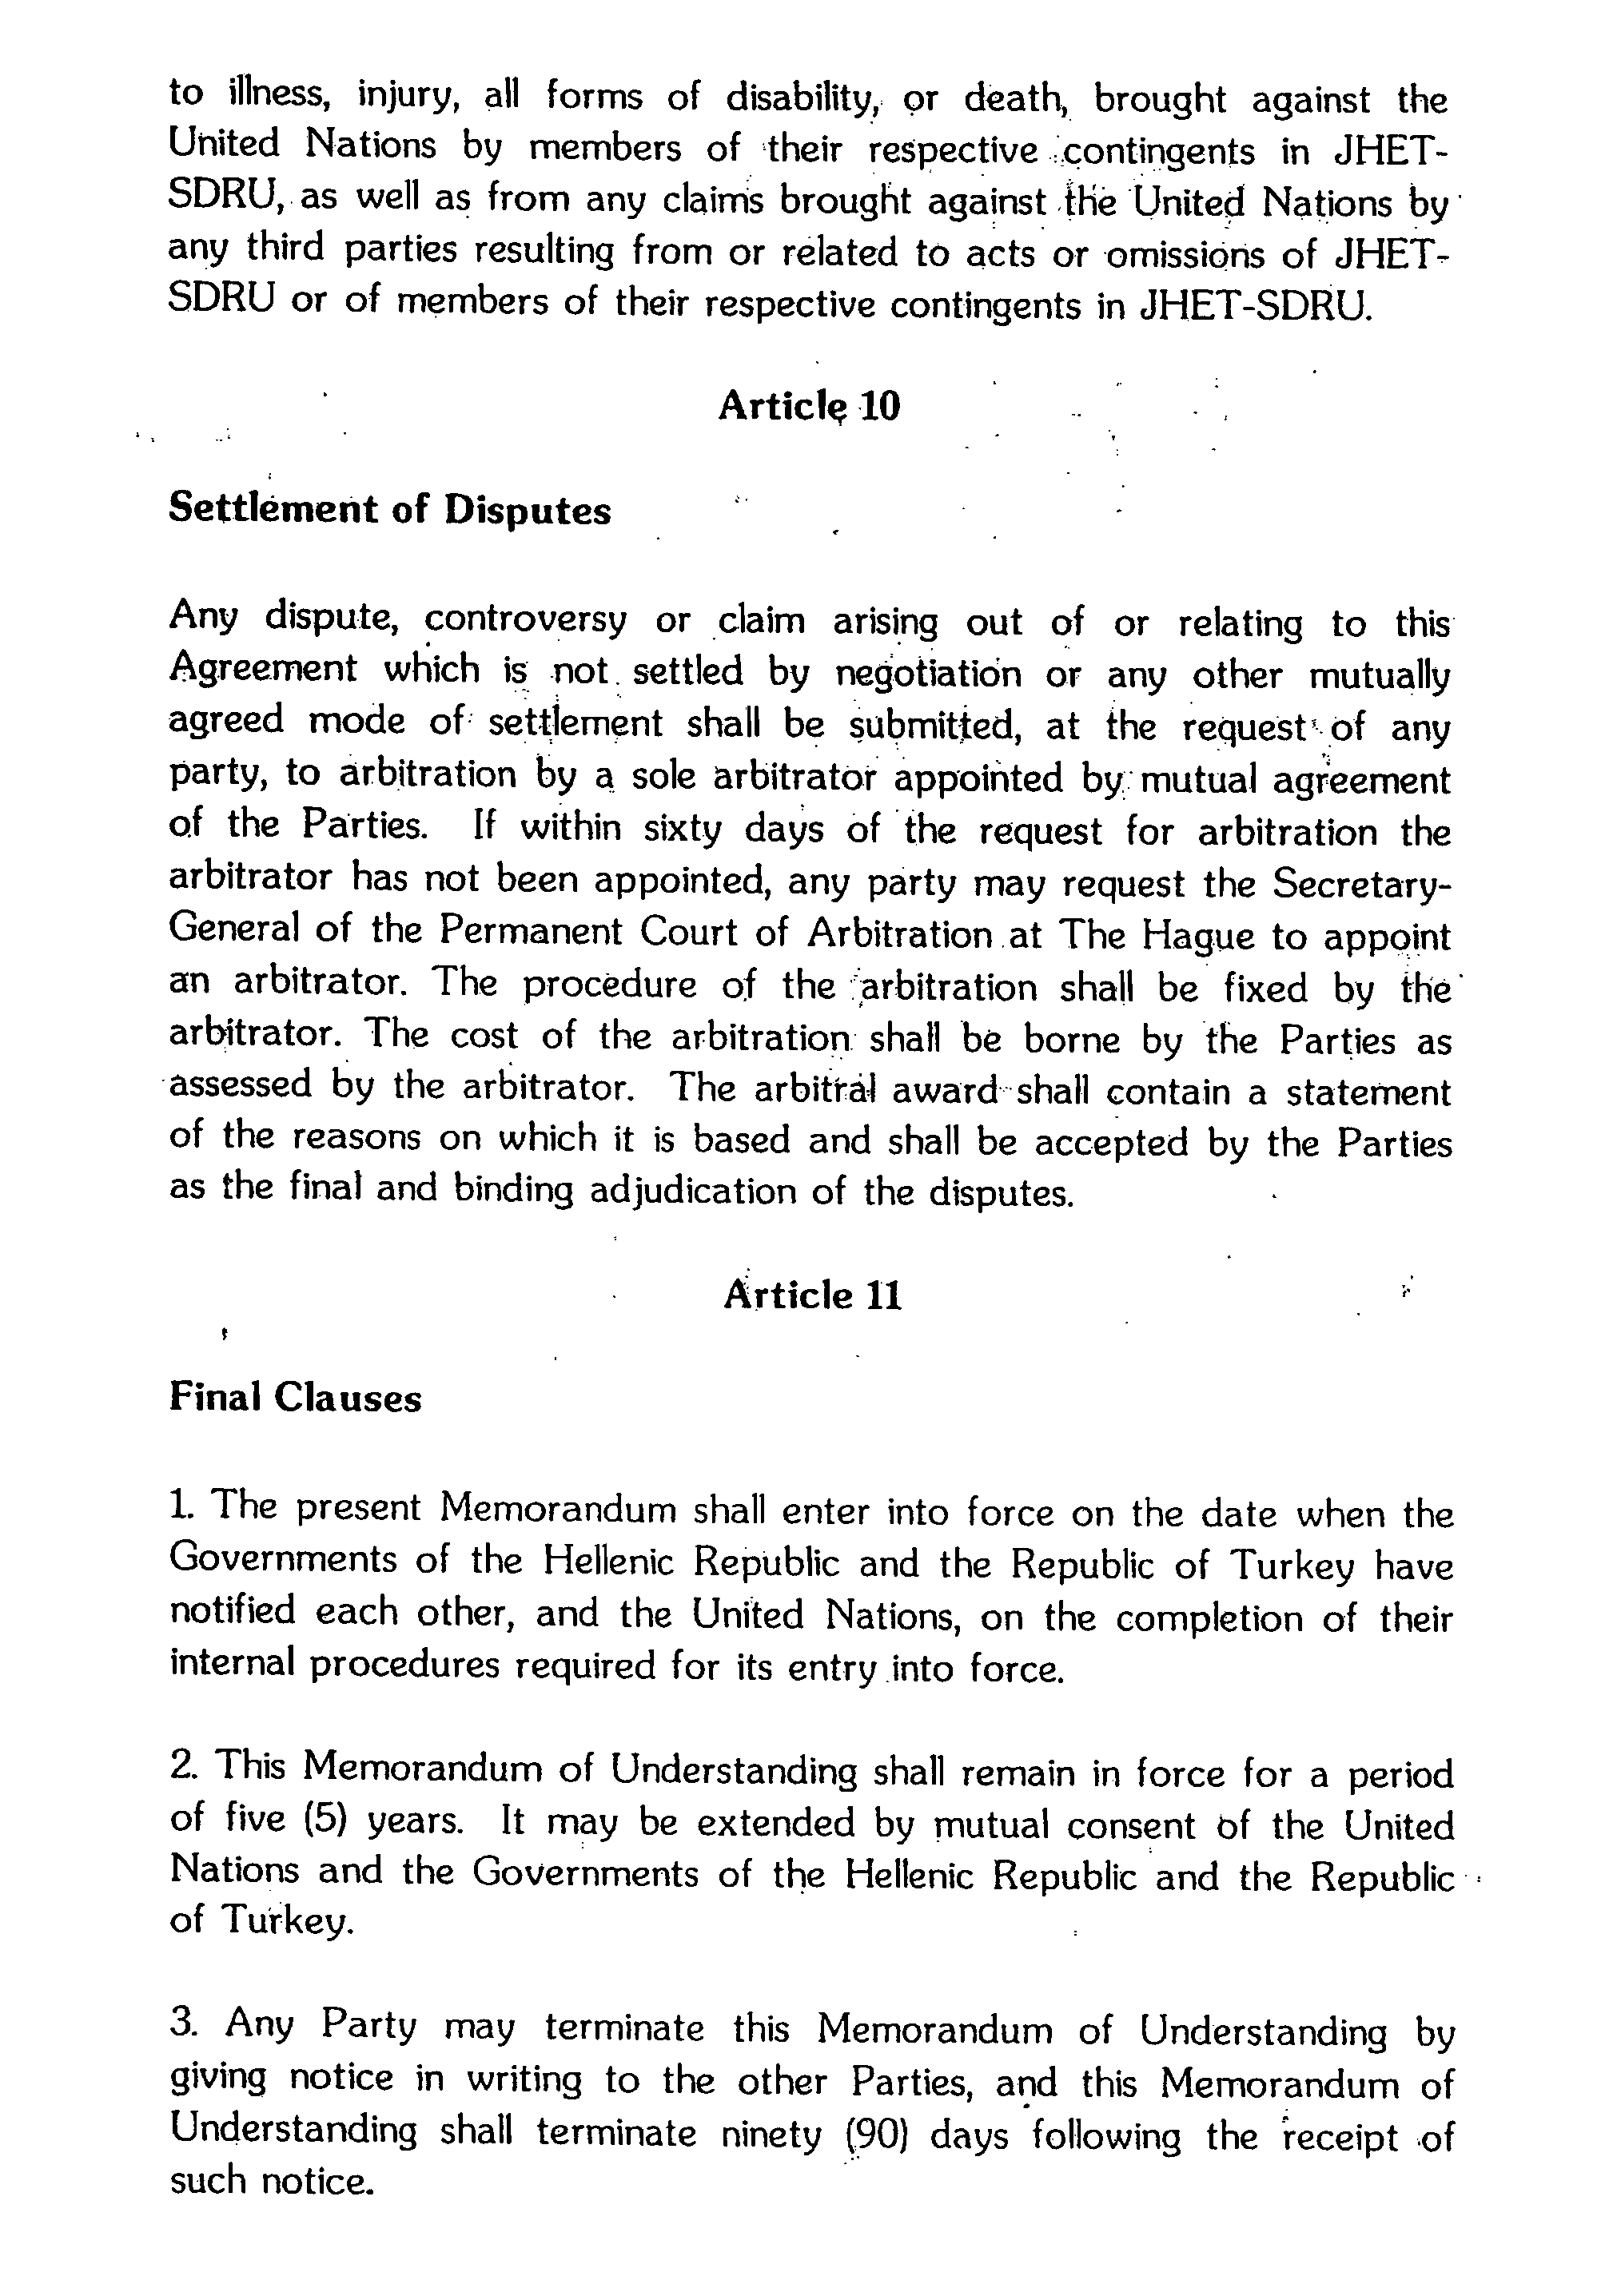 to illness, injury, all forms of disability, or death, brought against the
United Nations by members of their respective contingents in JHET-
SDRU, as well as from any claims brought against the United Nations by
any third parties resulting from or related to acts or omissions of JHET-
SDRU or of members of their respective contingents in JHET-SDRU.
Article 10
Settlement of Disputes
Any dispute, controversy or claim arising out of or relating to this
Agreement which is not settled by negotiation or any other mutually
agreed mode of settlement shall be submitted, at the request of any
party, to arbitration by a sole arbitrator appointed by mutual agreement
of the Parties. If within sixty days of the request for arbitration the
arbitrator has not been appointed, any party may request the Secretary-
General of the Permanent Court of Arbitration at The Hague to appoint
an arbitrator. The procedure of the arbitration shall be fixed by the
arbitrator. The cost of the arbitration shall be borne by the Parties as
assessed by the arbitrator. The arbitral award shall contain a statement
of the reasons on which it is based and shall be accepted by the Parties
as the final and binding adjudication of the disputes.
Article 11
Final Clauses
1. The present Memorandum shall enter into force on the date when the
Governments of the Hellenic Republic and the Republic of Turkey have
notified each other, and the United Nations, on the completion of their
internal procedures required for its entry into force.
2. This Memorandum of Understanding shall remain in force for a period
of five (5) years. It may be extended by mutual consent of the United
Nations and the Governments of the Hellenic Republic and the Republic
of Turkey.
3. Any Party may terminate this Memorandum of Understanding by
giving notice in writing to the other Parties, and this Memorandum of
Understanding shall terminate ninety (90) days following the receipt of
such notice.